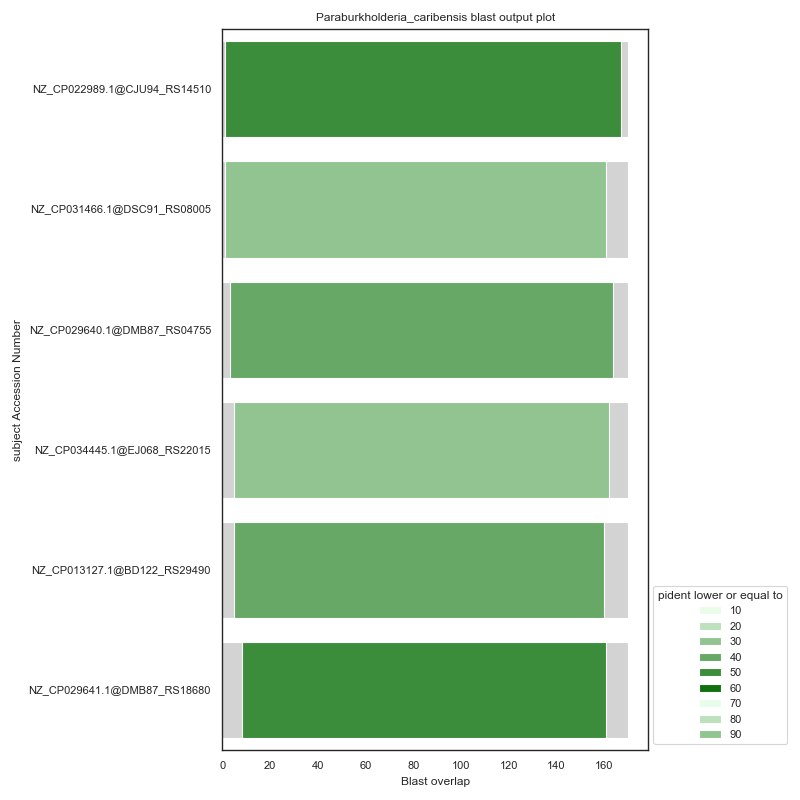 Paraburkholderia_caribensis blast output plot
NZ_CP022989.1@CJU94_RS14510
NZ_CP031466.1@DSC91_RS08005
NZ_CP029640.1@DMB87_RS04755
NZ_CP034445.1@EJ068_RS22015
NZ_CP013127.1@BD122_RS29490
NZ_CP029641.1@DMB87_RS18680
subject Accession Number
0 20 40 60 80 100 120 140 160
Blast overlap
pident lower or equal to
10
20
30
40
50
60
70
80
90